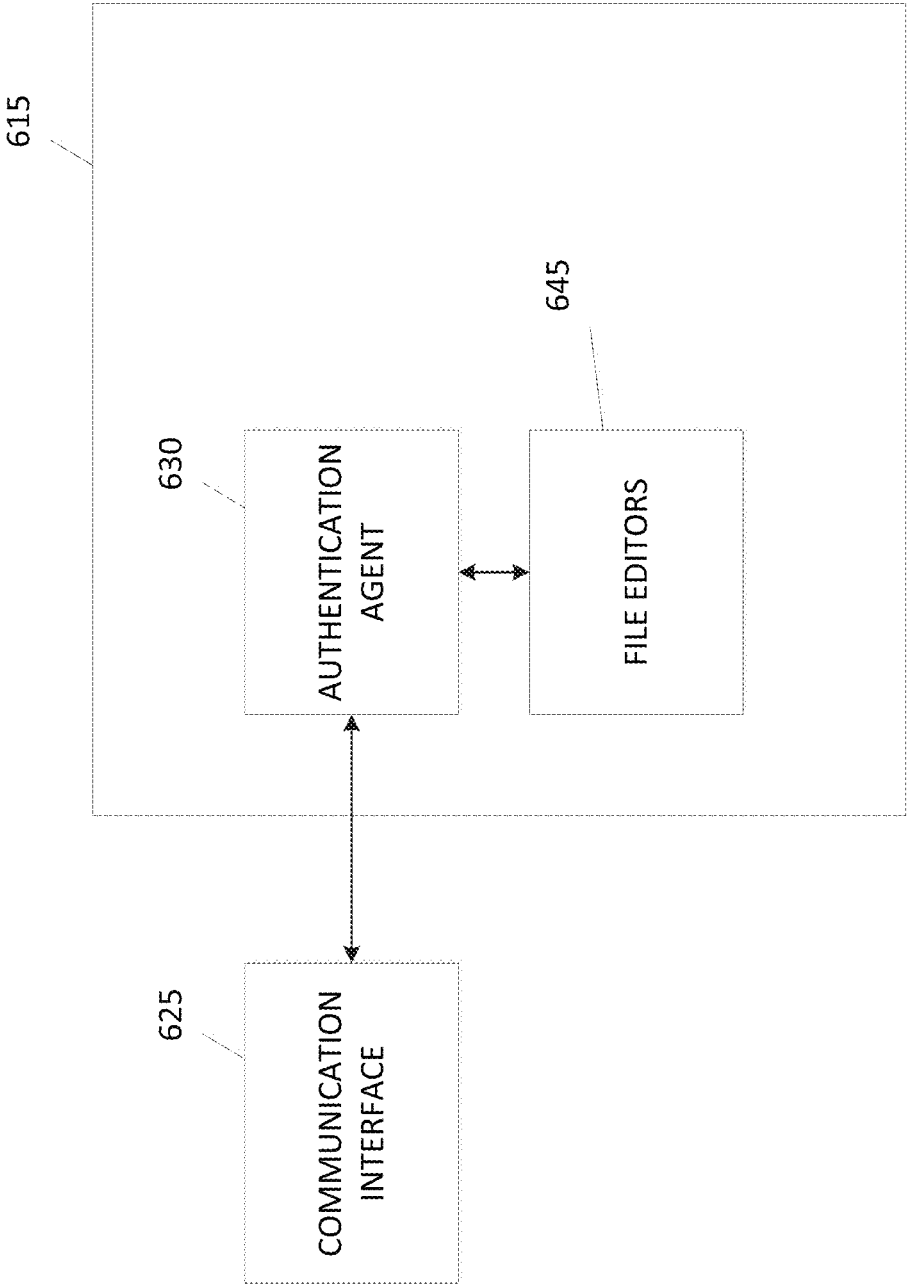 615
630
AUTHENTICATION
AGENT
645
FILE EDITORS
625
COMMUNICATION
INTERFACE